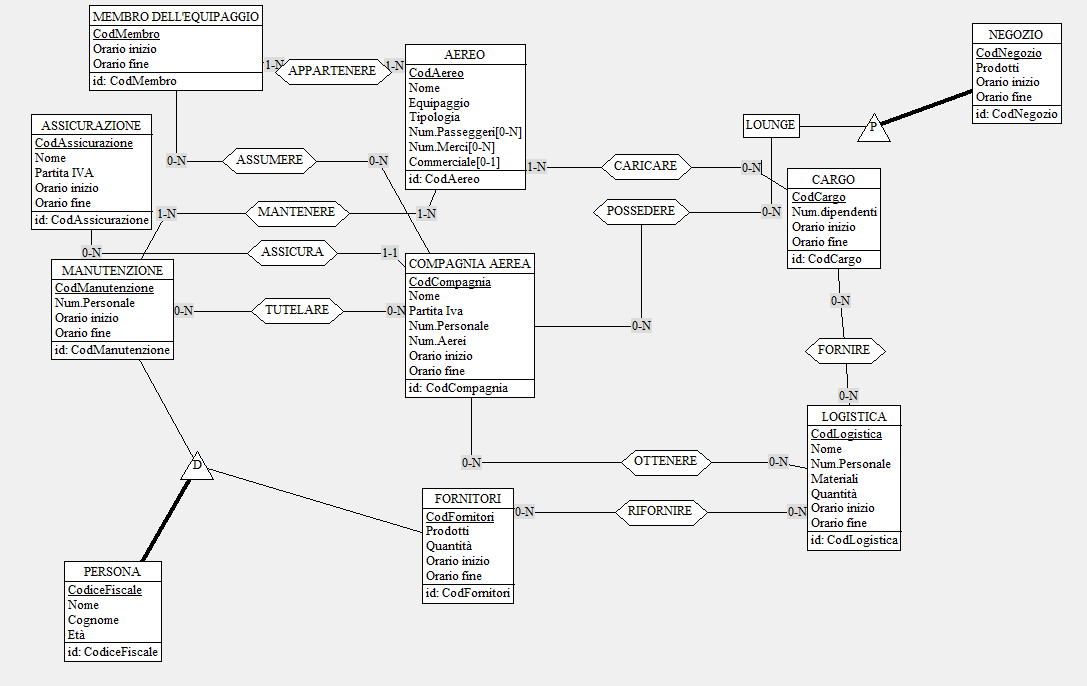 MEMBRO DELL'EQUIPAGGIO
CodMembro
Orario inizio
Orario fine
id: CodMembro
1-N
APPARTENERE
1-N
AEREO
CodAereo
Nome
Equipaggio
Tipologia
Num.Passeggeri[0-N]
Num.Merci[0-N]
Commerciale[0-1]
id: CodAereo
NEGOZIO
CodNegozio
Prodotti
Orario inizio
Orario fine
id: CodNegozio
LOUNGE
P
ASSICURAZIONE
CodAssicurazione
Nome
Partita IVA
Orario inizio
Orario fine
id: CodAssicurazione
0-N
ASSUMERE
0-N
1-N
CARICARE
0-N
CARGO
CodCargo
Num.dipendenti
Orario inizio
Orario fine
id: CodCargo
1-N
MANTENERE
1-N
POSSEDERE
0-N
0-N
ASSICURA
1-1
MANUTENZIONE
CodManutenzione
Num.Personale
Orario inizio
Orario fine
id: CodManutenzione
0-N
TUTELARE
0-N
COMPAGNIA AEREA
CodCompagnia
Nome
Partita Iva
Num.Personale
Num.Aerei
Orario inizio
Orario fine
id: CodCompagnia
0-N
0-N
FORNIRE
0-N
LOGISTICA
CodLogistica
Nome
Num.Personale
Materiali
Quantità
Orario inizio
Orario fine
id: CodLogistica
0-N
OTTENERE
0-N
D
FORNITORI
CodFornitori
Prodotti
Quantità
Orario inizio
Orario fine
id: CodFornitori
0-N
RIFORNIRE
0-N
PERSONA
CodiceFiscale
Nome
Cognome
Età
id: CodiceFiscale